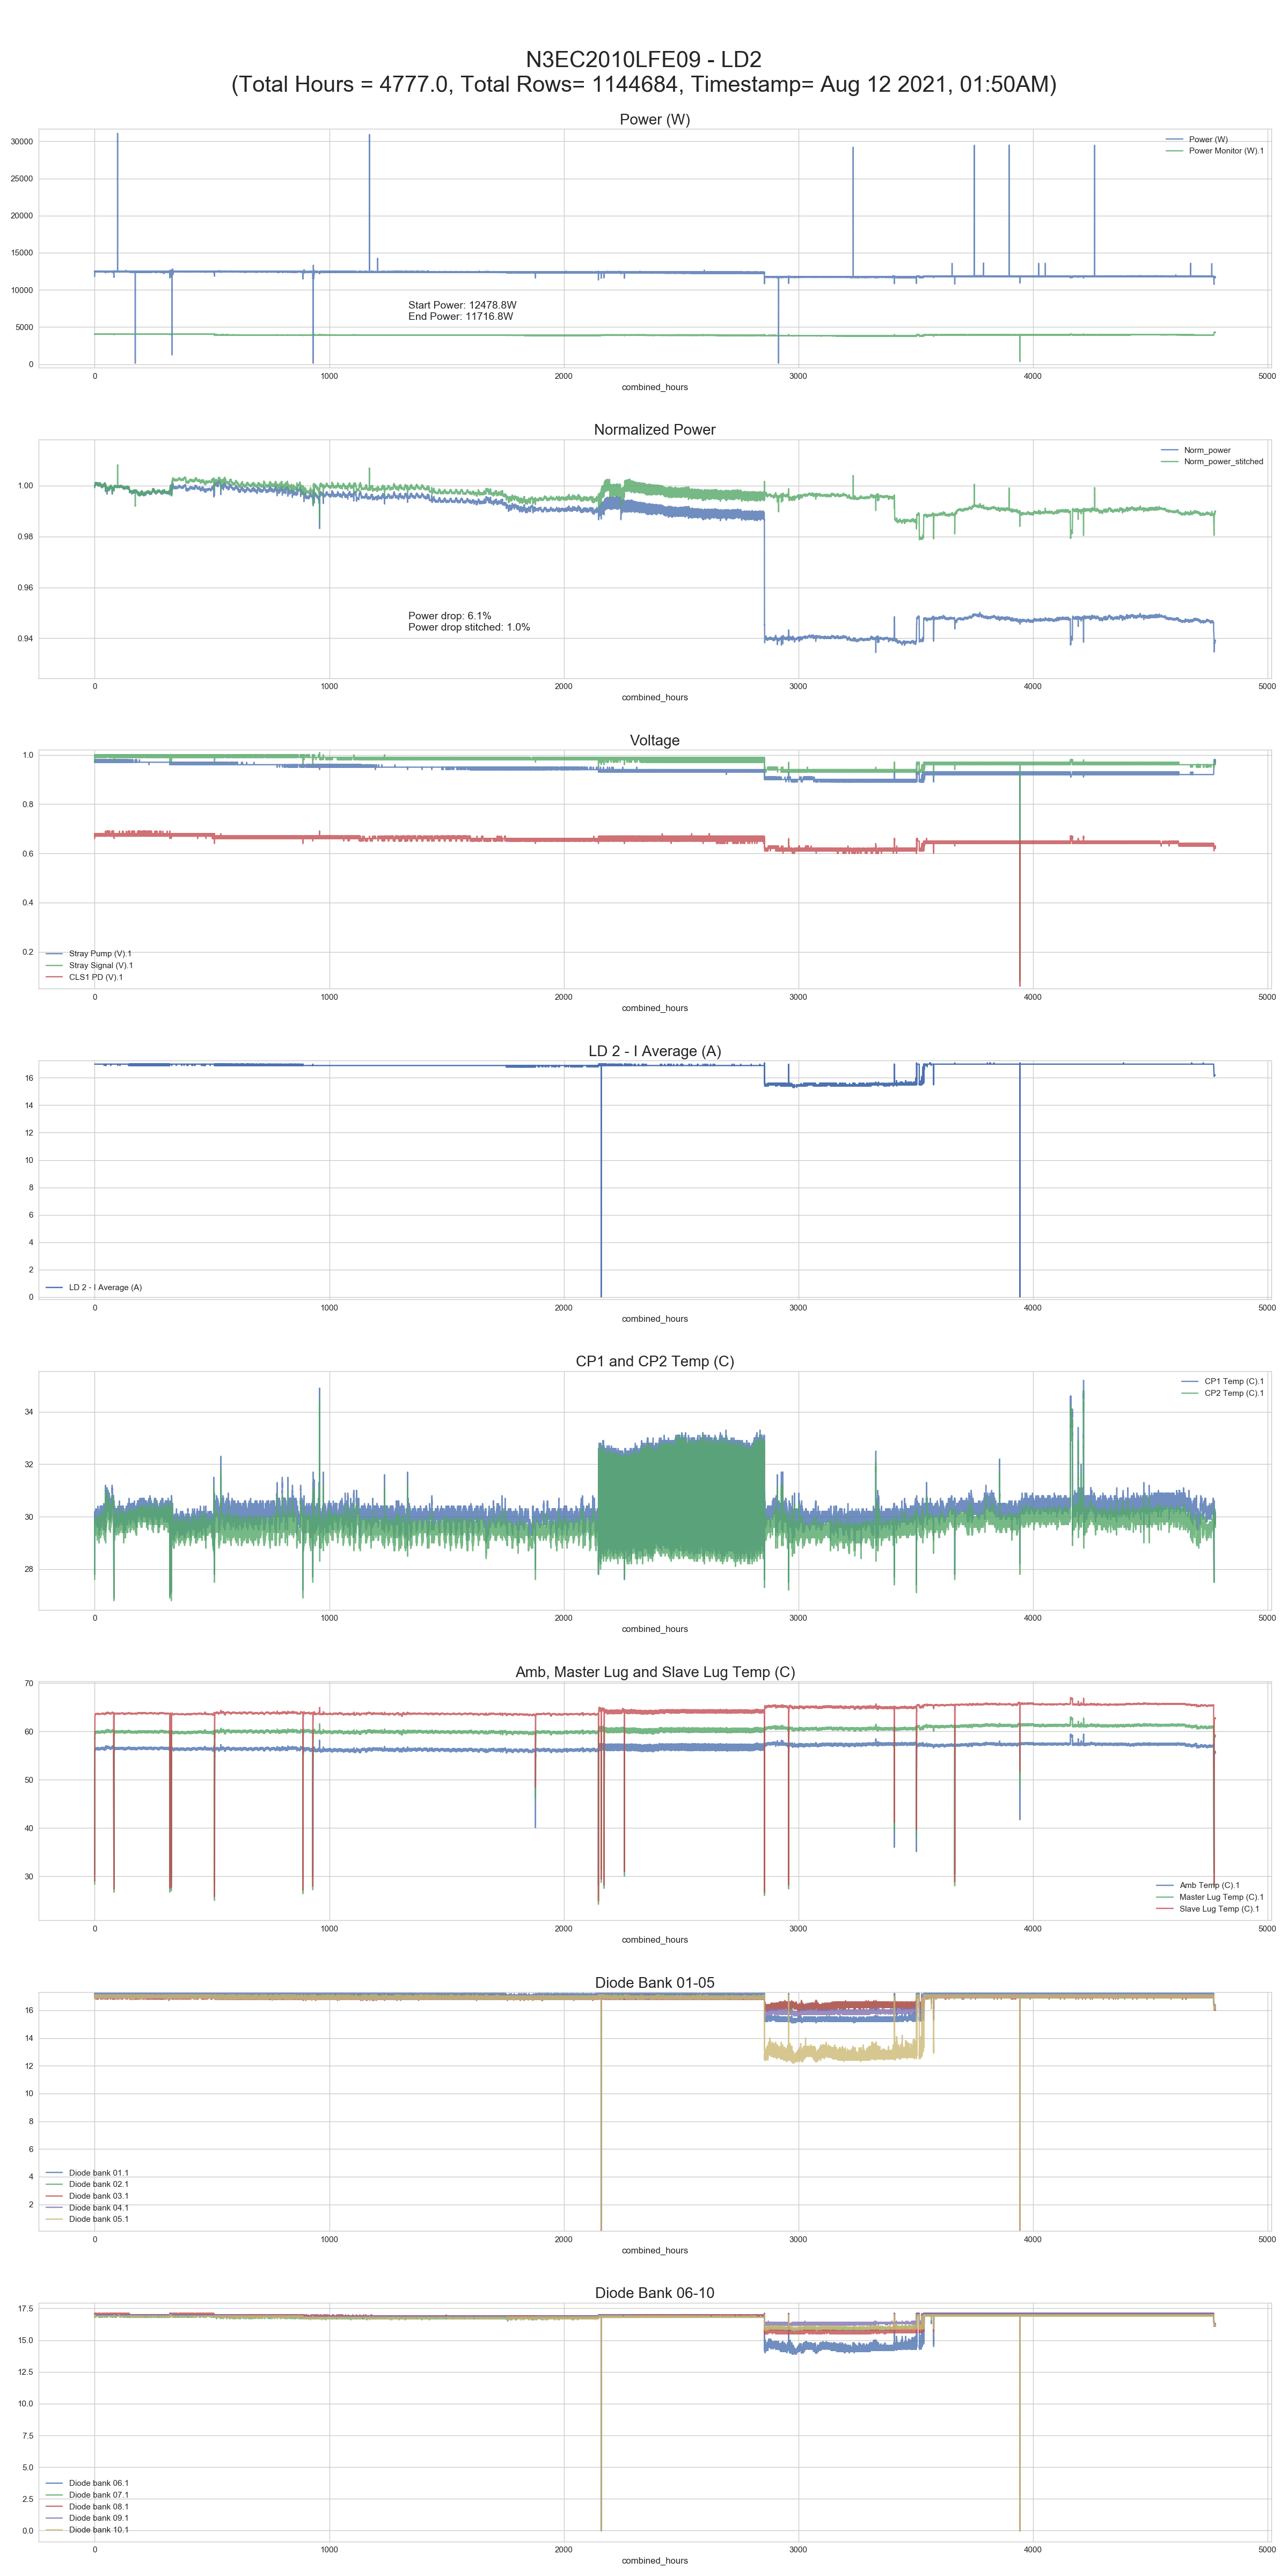 N3EC2010LFE09 - LD2
(Total Hours = 4777.0, Total Rows= 1144684, Timestamp= Aug 12 2021, 01:50AM)
Power (W)
30000
25000
20000
15000
10000
5000
0
Power (W)
Power Monitor (W).1
Start Power: 12478.8W
End Power: 11716.8W
0 1000 2000 3000 4000 5000
combined_hours
Normalized Power
1.00
0.98
0.96
0.94
Norm_power
Norm_power_stitched
Power drop: 6.1%
Power drop stitched: 1.0%
0 1000 2000 3000 4000 5000
combined_hours
Voltage
1.0
0.8
0.6
0.4
0.2
Stray Pump (V).1
Stray Signal (V).1
CLS1 PD (V).1
0 1000 2000 3000 4000 5000
combined_hours
LD 2 - I Average (A)
16
14
12
10
8
6
4
2
0
LD 2 - I Average (A)
0 1000 2000 3000 4000 5000
combined_hours
CP1 and CP2 Temp (C)
34
32
30
28
CP1 Temp (C).1
CP2 Temp (C).1
0 1000 2000 3000 4000 5000
combined_hours
Amb, Master Lug and Slave Lug Temp (C)
70
60
50
40
30
Amb Temp (C).1
Master Lug Temp (C).1
Slave Lug Temp (C).1
0 1000 2000 3000 4000 5000
combined_hours
Diode Bank 01-05
16
14
12
10
8
6
4
2
Diode bank 01.1
Diode bank 02.1
Diode bank 03.1
Diode bank 04.1
Diode bank 05.1
0 1000 2000 3000 4000 5000
combined_hours
Diode Bank 06-10
17.5
15.0
12.5
10.0
7.5
5.0
2.5
0.0
Diode bank 06.1
Diode bank 07.1
Diode bank 08.1
Diode bank 09.1
Diode bank 10.1
0 1000 2000 3000 4000 5000
combined_hours